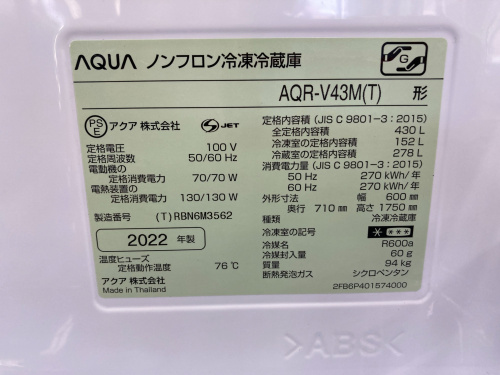 AQUA ノンフロン冷凍冷蔵庫
G
AQR-V43M(T) 形
PS
E
アクア 株式会社
S JET
定格電圧 100 V
定格周波数 50/60 Hz
電動機の
定格消費電力 70/70 W
電熱装置の
定格消費電力 130/130 W
製造番号 (T)RBN6M3562
2022 年製
温度ヒューズ
定格動作温度 76℃
アクア 株式会社
Made in Thailand
定格内容積 (JIS C 9801-3:2015)
全定格内容積 430 L
冷凍室の定格内容積 152 L
冷蔵室の定格内容積 278 L
消費電力量 (JIS C 9801-3:2015)
50 Hz 270 kWh/年
60 Hz 270 kWh/年
外形寸法 幅 600 mm
奥行 710 mm 高さ 1750 mm
種類 冷凍冷蔵庫
冷凍室の記号
冷媒名 R600a
冷媒封入量 60 g
質量 94 kg
断熱発泡ガス シクロペンタン
2FB6P401574000
>ABS<